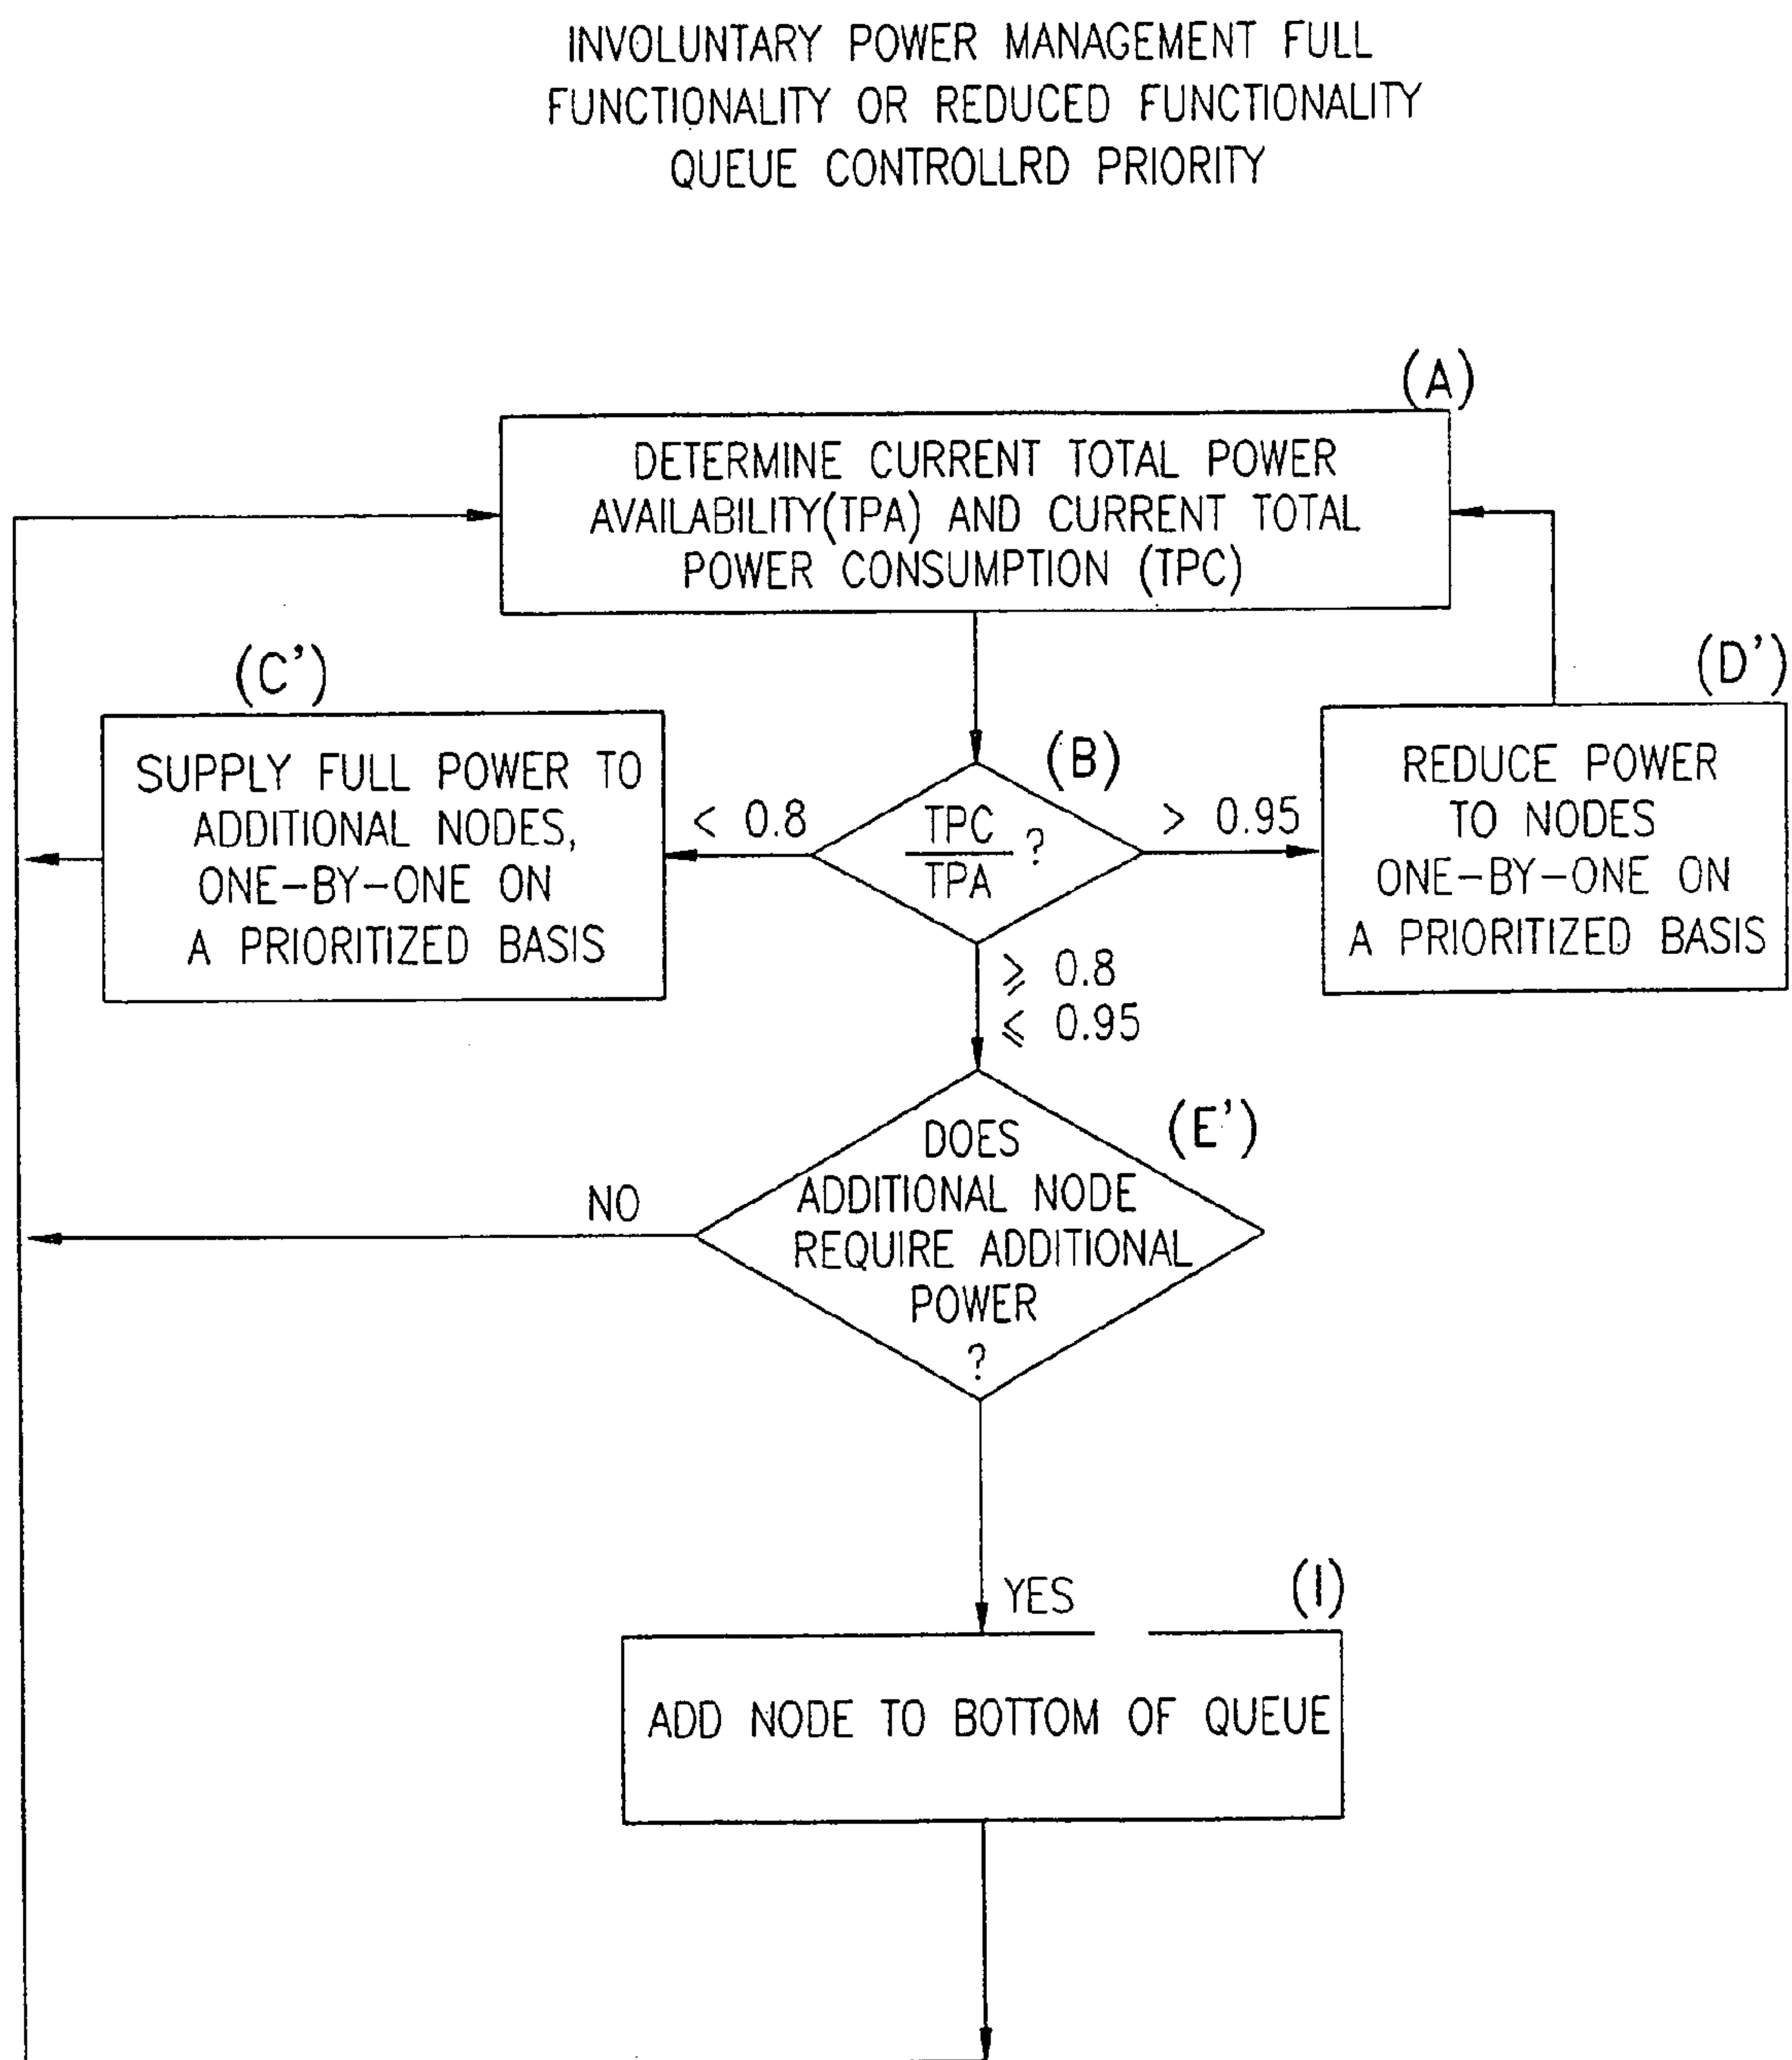 INVOLUNTARY POWER MANAGEMENT FULL
FUNCTIONALITY OR REDUCED FUNCTIONALITY
QUEUE CONTROLLRD PRIORITY
(A)
DETERMINE CURRENT TOTAL POWER
AVAILABILITY(TPA) AND CURRENT TOTAL
POWER CONSUMPTION (TPC)
(C')
SUPPLY FULL POWER TO
ADDITIONAL NODES,
ONE-BY-ONE ON
A PRIORITIZED BASIS
< 0.8
(B)
TPC
TPA
?
> 0.95
(D')
REDUCE POWER
TO NODES
ONE-BY-ONE ON
A PRIORITIZED BASIS
⩾ 0.8
⩽ 0.95
(E')
DOES
ADDITIONAL NODE
REQUIRE ADDITIONAL
POWER
?
NO
YES
(I)
ADD NODE TO BOTTOM OF QUEUE